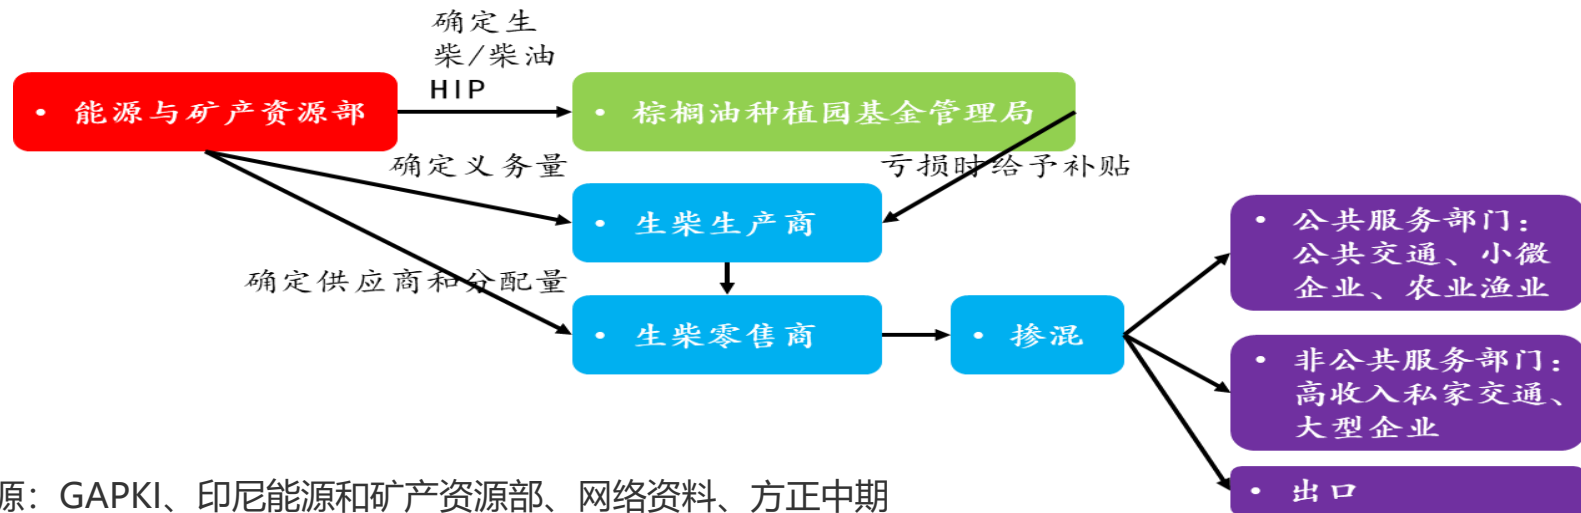 确定生
柴/柴油
HIP
• 能源与矿产资源部
• 棕榈油种植园基金管理局
确定义务量
亏损时给予补贴
• 生柴生产商
确定供应商和分配量
• 生柴零售商
• 掺混
• 公共服务部门：
公共交通、小微
企业、农业渔业
• 非公共服务部门：
高收入私家交通、
大型企业
• 出口
源：GAPKI、印尼能源和矿产资源部、网络资料、方正中期